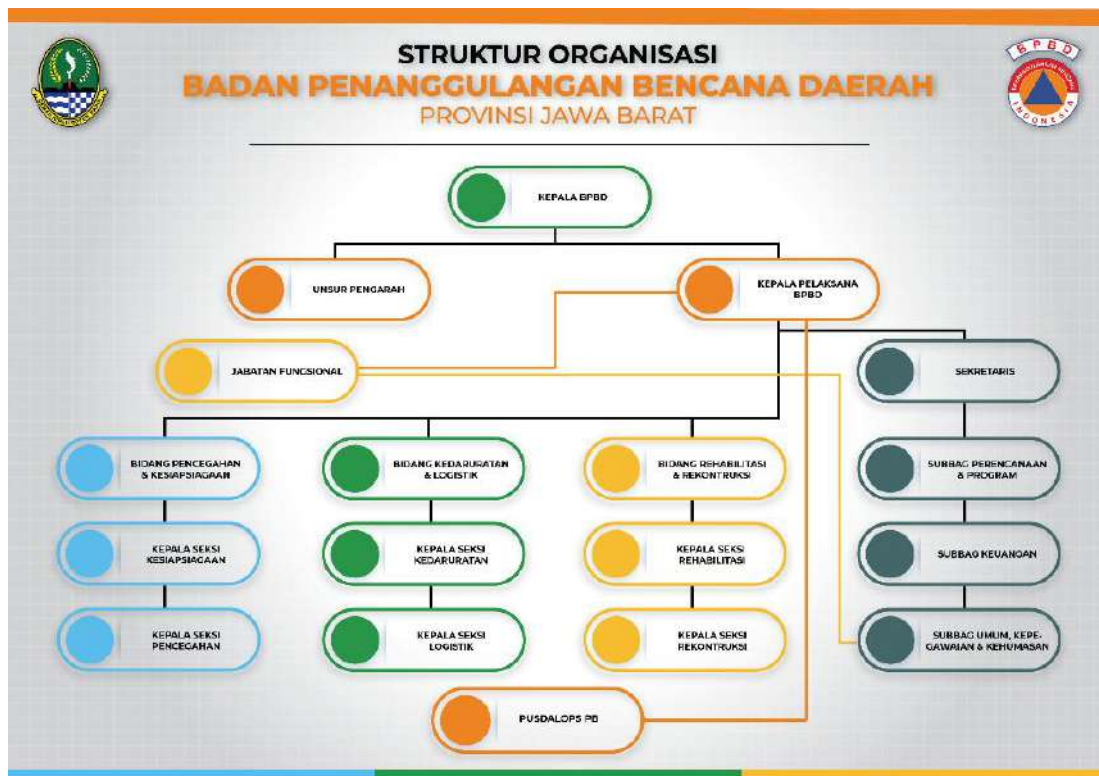 STRUKTUR ORGANISASI
BADAN PENANGGULANGAN BENCANA DAERAH
PROVINSI JAWA BARAT
BPBD
INDONESIA
KEPALA BPBD
UNSUR PENGARAH
KEPALA PELAKSANA
BPBD
JABATAN FUNGSIONAL
SEKRETARIS
BIDANG PENCEGAHAN
& KESIAPSIAGAAN
BIDANG KEDARURATAN
& LOGISTIK
BIDANG REHABILITASI
& REKONTRUKSI
SUBBAG PERENCANAAN
& PROGRAM
KEPALA SEKSI
KESIAPSIAGAAN
KEPALA SEKSI
KEDARURATAN
KEPALA SEKSI
REHABILITASI
SUBBAG KEUANGAN
KEPALA SEKSI
PENCEGAHAN
KEPALA SEKSI
LOGISTIK
KEPALA SEKSI
REKONTRUKSI
SUBBAG UMUM, KEPE-
GAWAIAN & KEHUMASAN
PUSDALOPS PB